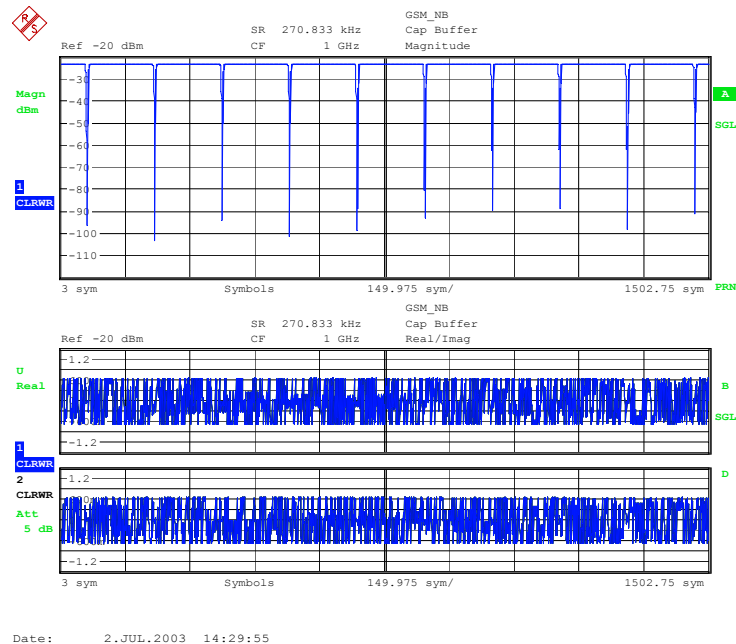 R S
GSM_NB
SR 270.833 kHz Cap Buffer
Ref -20 dBm CF 1 GHz Magnitude
-30
Magn
-40
A
dBm
-50
SGL
-60
-70
1
-80
CLRWR
-90
-100
-110
3 sym Symbols 149.975 sym/ 1502.75 sym
PRN
GSM_NB
SR 270.833 kHz Cap Buffer
Ref -20 dBm CF 1 GHz Real/Imag
1.2
U
Real
B
SGL
-1.2
1
CLRWR
2
1.2
D
CLRWR
Att
5 dB
-1.2
3 sym Symbols 149.975 sym/ 1502.75 sym
Date: 2.JUL.2003 14:29:55